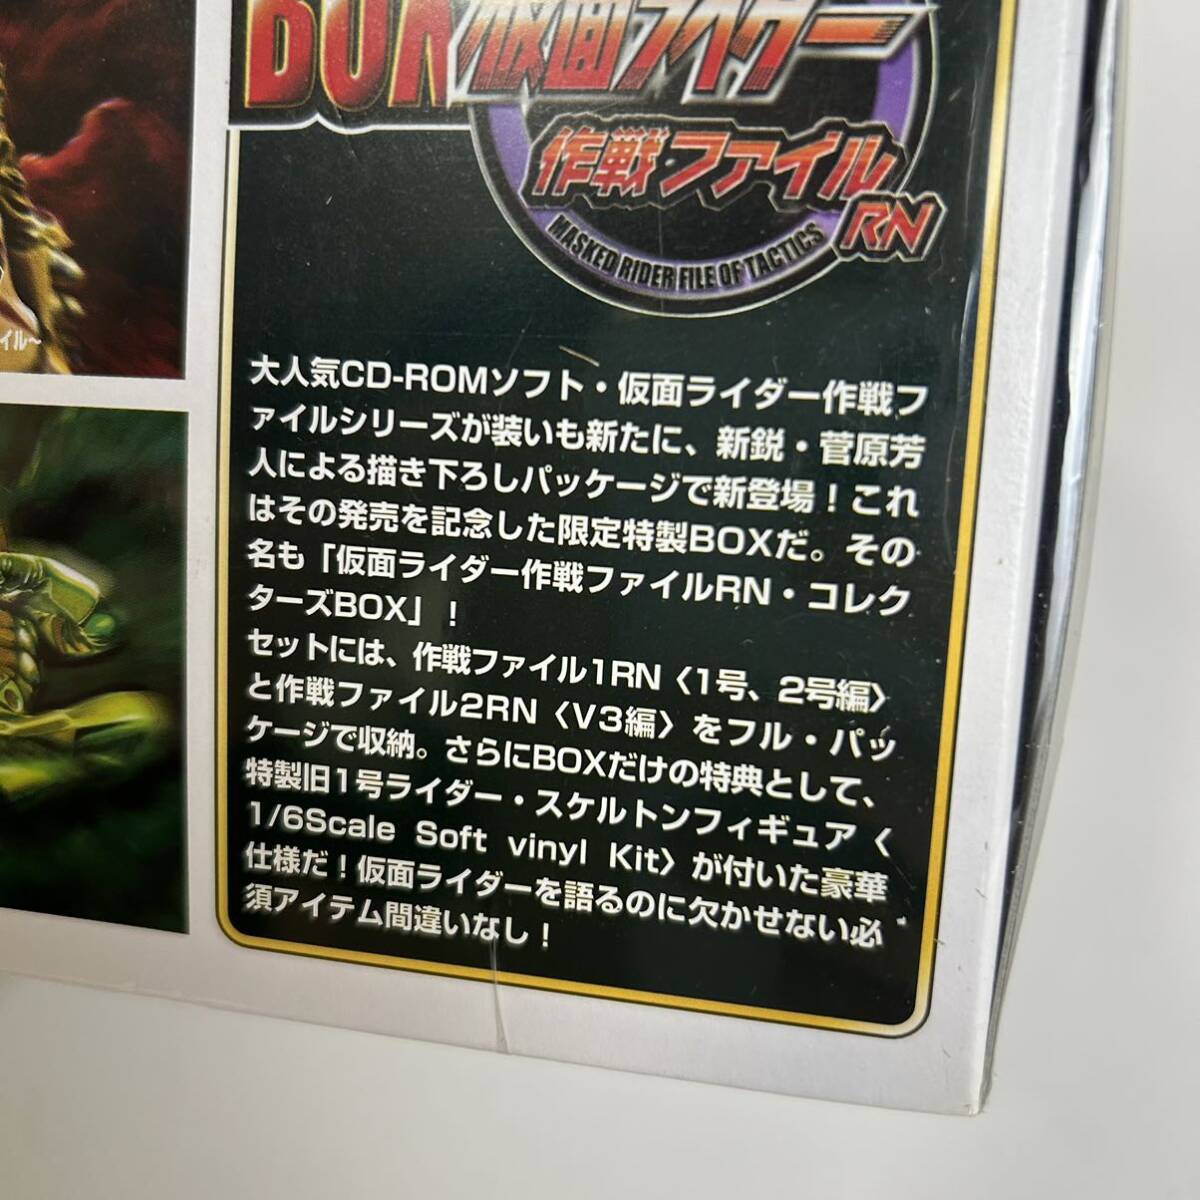 BOX
仮面ライダー
作戦ファイル
RN
MASKED RIDER FILE OF TACTICS
イル~
大人気CD-ROMソフト・仮面ライダー作戦フ
ァイルシリーズが装いも新たに、新鋭・菅原芳
人による描き下ろしパッケージで新登場！これ
はその発売を記念した限定特製BOXだ。その
名も「仮面ライダー作戦ファイルRN・コレク
ターズBOX」！
セットには、作戦ファイル1RN〈1号、2号編〉
と作戦ファイル2RN〈V3編〉をフル・パッ
ケージで収納。さらにBOXだけの特典として、
特製旧1号ライダー・スケルトンフィギュア〈
1/6Scale Soft vinyl Kit〉が付いた豪華
仕様だ！仮面ライダーを語るのに欠かせない必
須アイテム間違いなし！